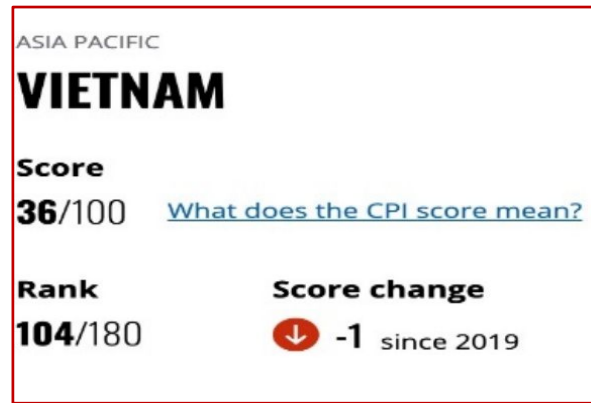 ASIA PACIFIC
VIETNAM
Score
36/100 What does the CPI score mean?
Rank Score change
104/180 -1 since 2019